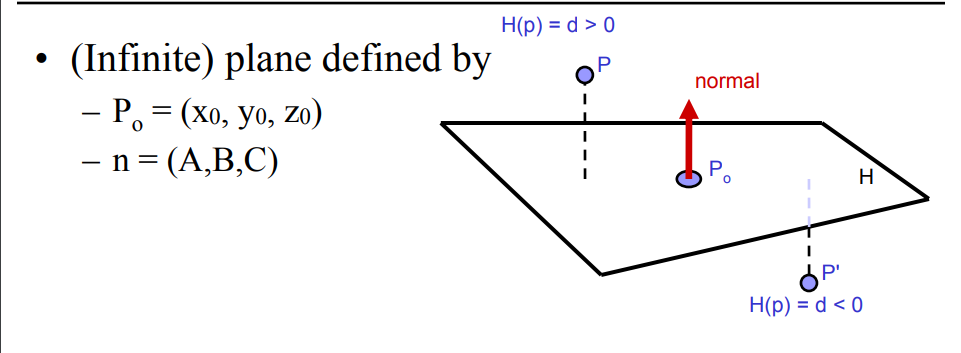 H(p) = d > 0
• (Infinite) plane defined by
P
normal
– Po = (x0, y0, z0)
– n = (A,B,C)
Po
H
P'
H(p) = d < 0